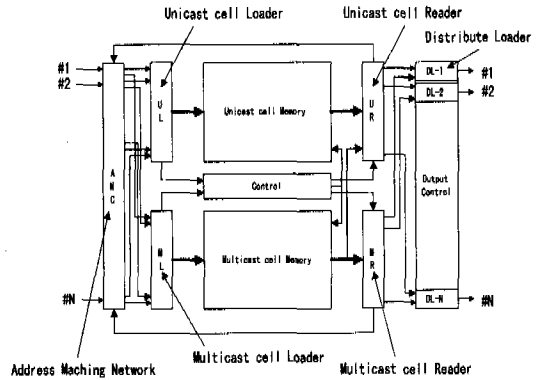 Unicast cell Loader
Unicast cell Reader
Distribute Loader
#1
#2
#N
A
M
C
U
L
Unicast cell Memory
U
R
DL-1
DL-2
#1
#2
Control
Output
Control
M
L
Multicast cell Memory
M
R
DL-N
#N
Address Maching Network
Multicast cell Loader
Multicast cell Reader